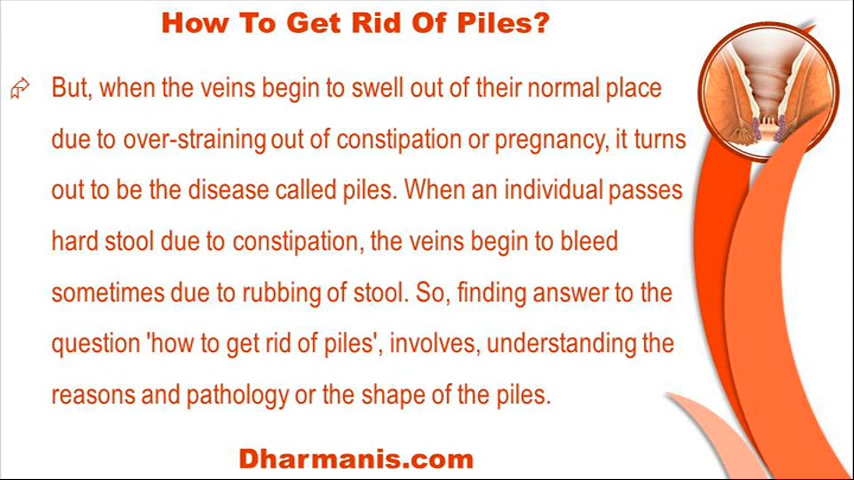 How To Get Rid Of Piles?
But, when the veins begin to swell out of their normal place
due to over-straining out of constipation or pregnancy, it turns
out to be the disease called piles. When an individual passes
hard stool due to constipation, the veins begin to bleed
sometimes due to rubbing of stool. So, finding answer to the
question 'how to get rid of piles', involves, understanding the
reasons and pathology or the shape of the piles.
Dharmanis.com